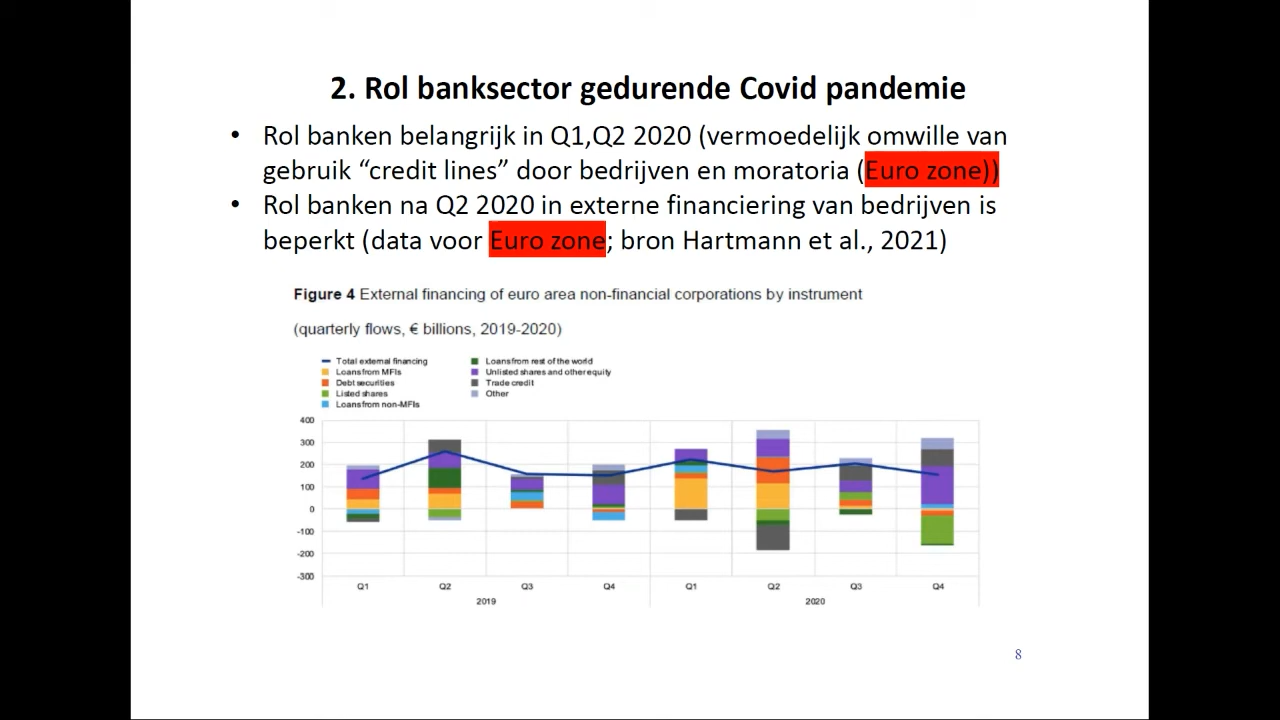 2. Rol banksector gedurende Covid pandemie
• Rol banken belangrijk in Q1,Q2 2020 (vermoedelijk omwille van
gebruik “credit lines” door bedrijven en moratoria (Euro zone))
• Rol banken na Q2 2020 in externe financiering van bedrijven is
beperkt (data voor Euro zone; bron Hartmann et al., 2021)
Figure 4 External financing of euro area non-financial corporations by instrument
(quarterly flows, € billions, 2019-2020)
Total external financing
Loans from MFIs
Debt securities
Listed shares
Loans from non-MFIs
Loans from rest of the world
Unlisted shares and other equity
Trade credit
Other
400
300
200
100
0
-100
-200
-300
Q1 Q2 Q3 Q4 Q1 Q2 Q3 Q4
2019 2020
8